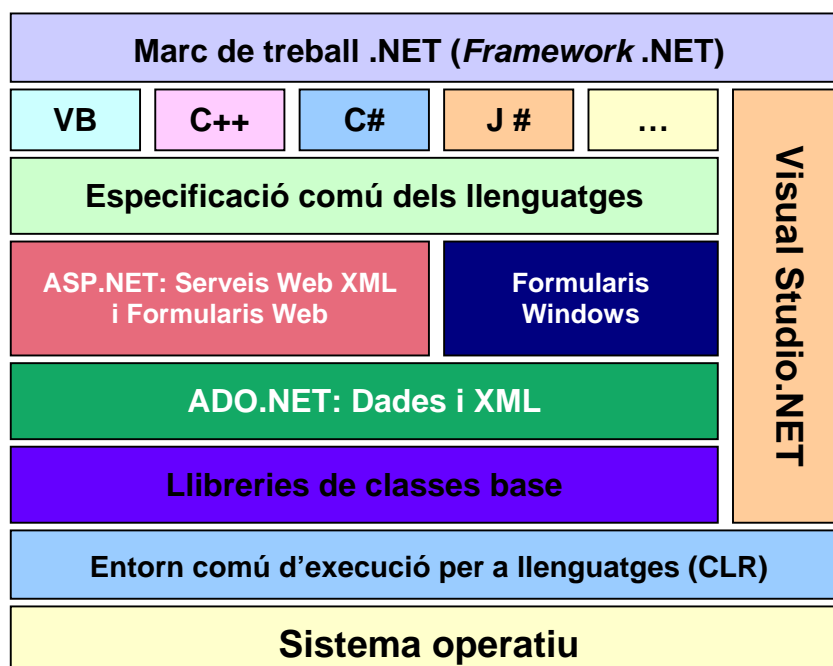 Marc de treball .NET (Framework .NET)
VB
C++
C#
J #
…
Especificació comú dels llenguatges
ASP.NET: Serveis Web XML
i Formularis Web
Formularis
Windows
ADO.NET: Dades i XML
Llibreries de classes base
Visual Studio.NET
Entorn comú d’execució per a llenguatges (CLR)
Sistema operatiu